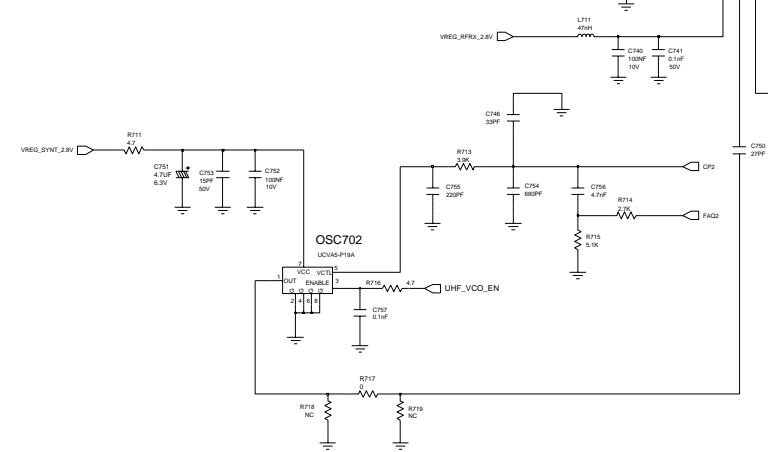 L711
47nH
VREG_RFRX_2.8V
C740
100NF
10V
C741
0.1nF
50V
C746
33PF
R711
4.7
VREG_SYNT_2.8V
C751
4.7UF
6.3V
C753
15PF
50V
C752
100NF
10V
R713
3.9K
CP2
C750
27PF
C755
220PF
C754
680PF
C756
4.7nF
R714
2.7K
FAQ2
R715
5.1K
OSC702
UCVA5-P19A
7
VCC
VCTL
5
1
OUT
ENABLE
3
G G G G
2 4 6 8
R716
4.7
UHF_VCO_EN
C757
0.1nF
R717
0
R718
NC
R719
NC